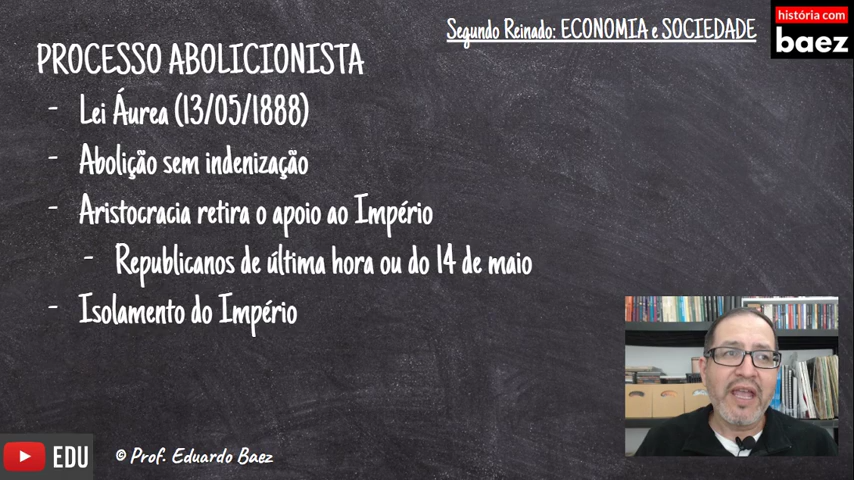 Segundo Reinado: ECONOMIA e SOCIEDADE
história com
baez
PROCESSO ABOLICIONISTA
- Lei Áurea (13/05/1888)
- Abolição sem indenização
- Aristocracia retira o apoio ao Império
- Republicanos de última hora ou do 14 de maio
- Isolamento do Império
EDU
© Prof. Eduardo Baez